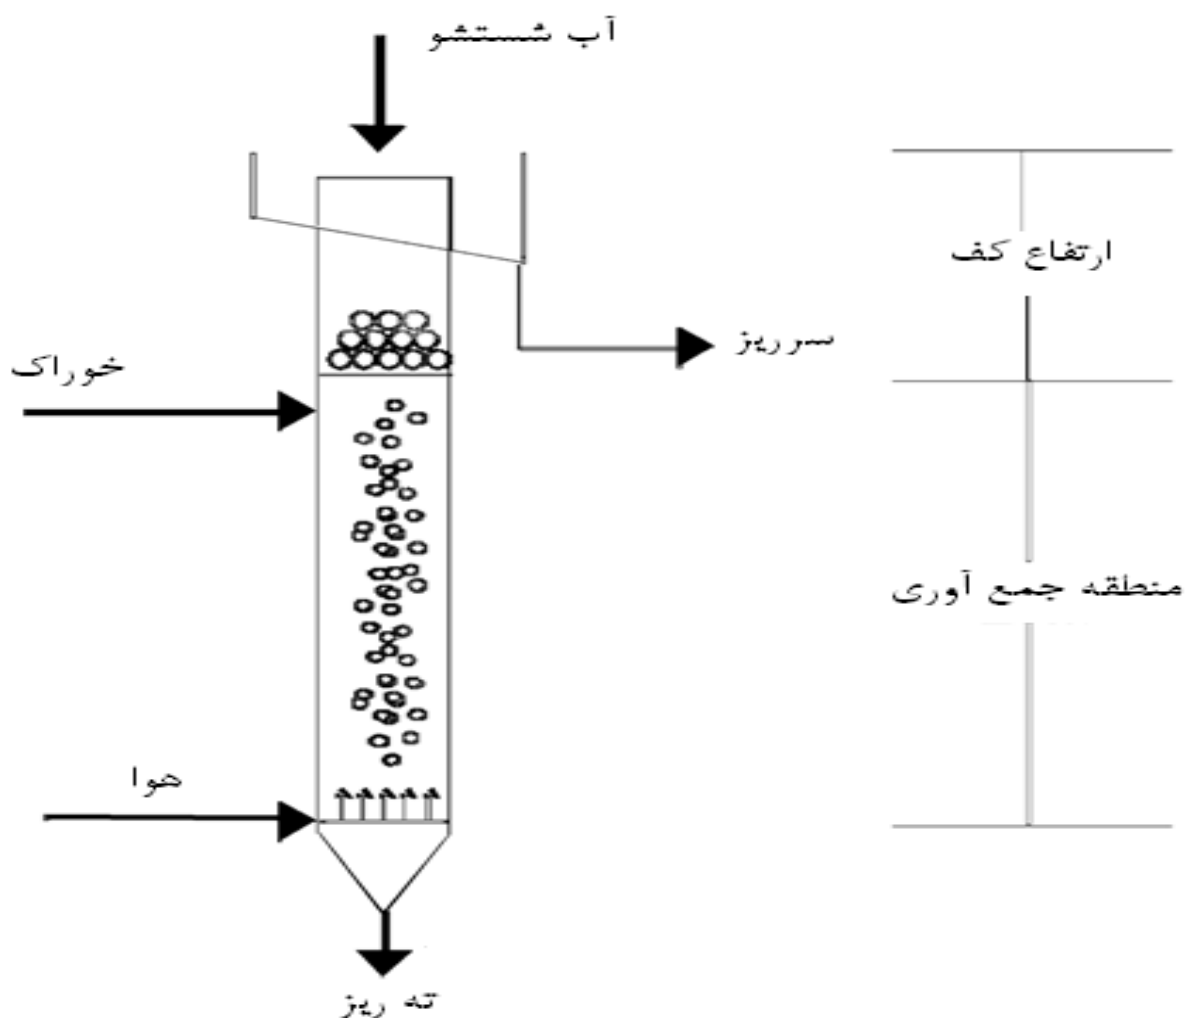 آب شستشو
ارتفاع کف
سرریز
خوراک
منطقه جمع آوری
هوا
ته ریز